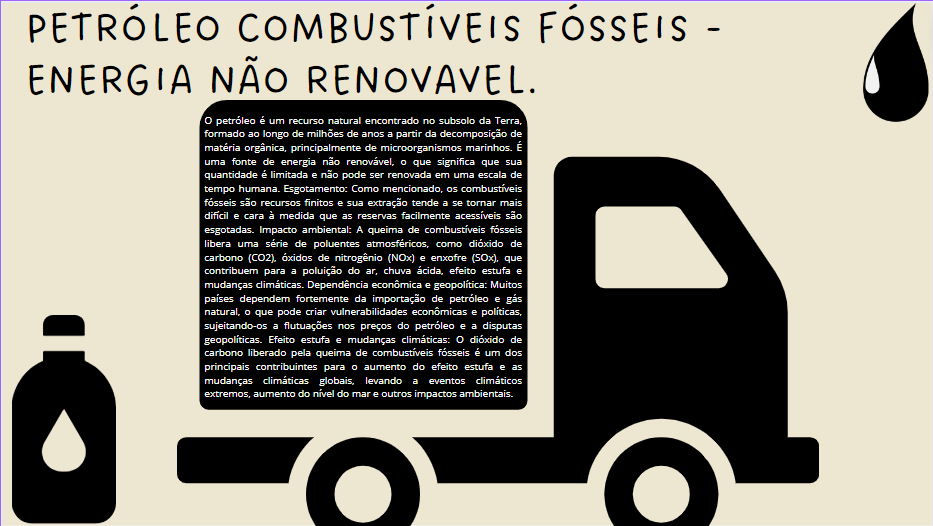 PETRÓLEO COMBUSTÍVEIS FÓSSEIS -
ENERGIA NÃO RENOVAVEL.
O petróleo é um recurso natural encontrado no subsolo da Terra,
formado ao longo de milhões de anos a partir da decomposição de
matéria orgânica, principalmente de microorganismos marinhos. É
uma fonte de energia não renovável, o que significa que sua
quantidade é limitada e não pode ser renovada em uma escala de
tempo humana. Esgotamento: Como mencionado, os combustíveis
fósseis são recursos finitos e sua extração tende a se tornar mais
difícil e cara à medida que as reservas facilmente acessíveis são
esgotadas. Impacto ambiental: A queima de combustíveis fósseis
libera uma série de poluentes atmosféricos, como dióxido de
carbono (CO2), óxidos de nitrogênio (NOx) e enxofre (SOx), que
contribuem para a poluição do ar, chuva ácida, efeito estufa e
mudanças climáticas. Dependência econômica e geopolítica: Muitos
países dependem fortemente da importação de petróleo e gás
natural, o que pode criar vulnerabilidades econômicas e políticas,
sujeitando-os a flutuações nos preços do petróleo e a disputas
geopolíticas. Efeito estufa e mudanças climáticas: O dióxido de
carbono liberado pela queima de combustíveis fósseis é um dos
principais contribuintes para o aumento do efeito estufa e as
mudanças climáticas globais, levando a eventos climáticos
extremos, aumento do nível do mar e outros impactos ambientais.